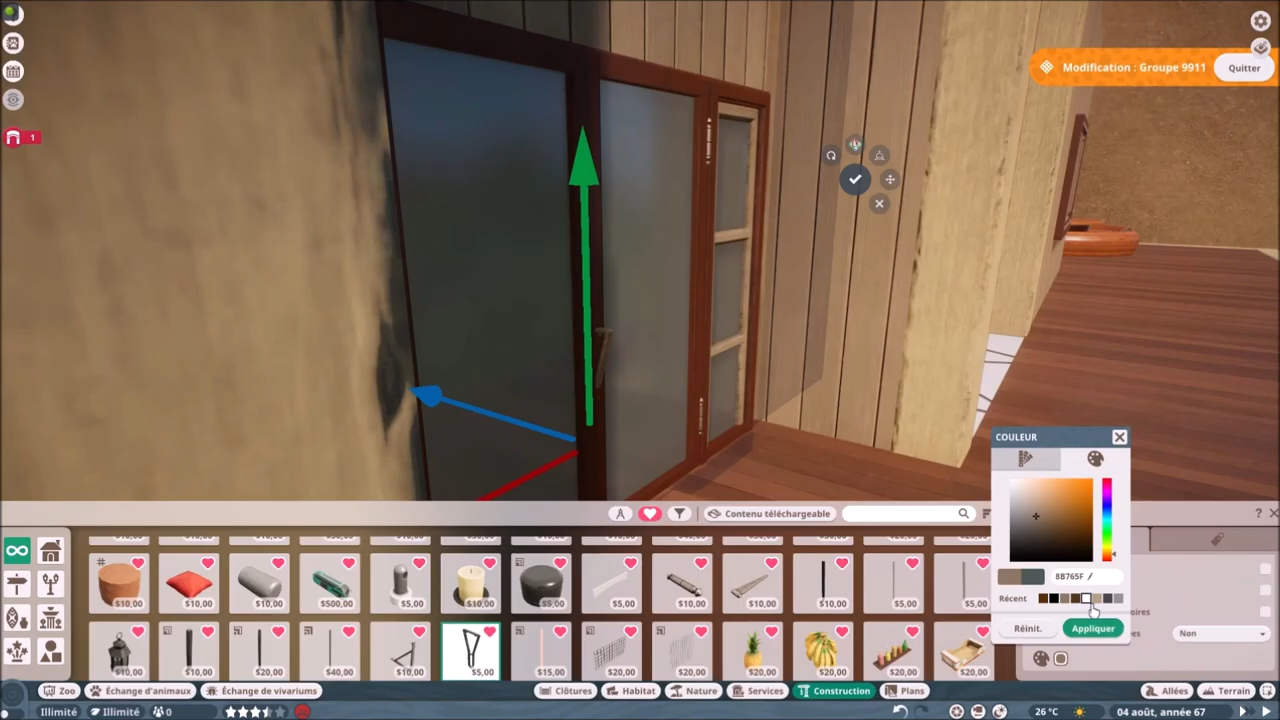 Modification : Groupe 9911
Quitter
1
COULEUR
8B765F
Récent
Réinit.
Appliquer
Contenu téléchargeable
?
$10,00
$10,00
$10,00
$500,00
$5,00
$10,00
$5,00
$5,00
$10,00
$10,00
$10,00
$5,00
$5,00
$10,00
$10,00
$20,00
$40,00
$10,00
$5,00
$15,00
$20,00
$20,00
$20,00
$20,00
$20,00
$20,00
oires
es
Non
Zoo
Échange d'animaux
Échange de vivariums
Clôtures
Habitat
Nature
Services
Construction
Plans
Allées
Terrain
Illimité
Illimité
0
26 °C
04 août, année 67